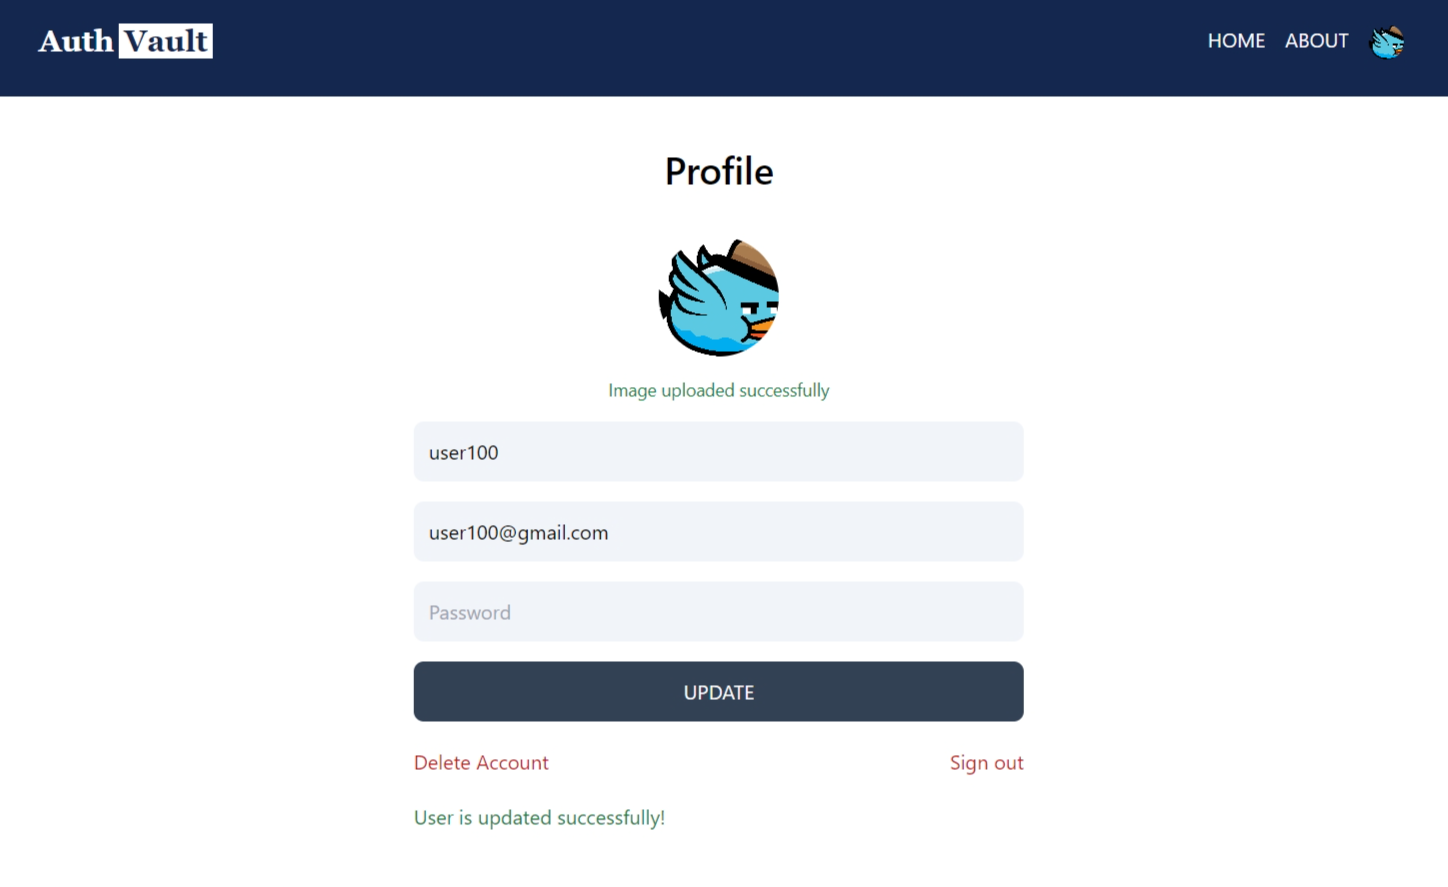 Auth Vault
HOME ABOUT
Profile
Image uploaded successfully
user100
user100@gmail.com
Password
UPDATE
Delete Account Sign out
User is updated successfully!